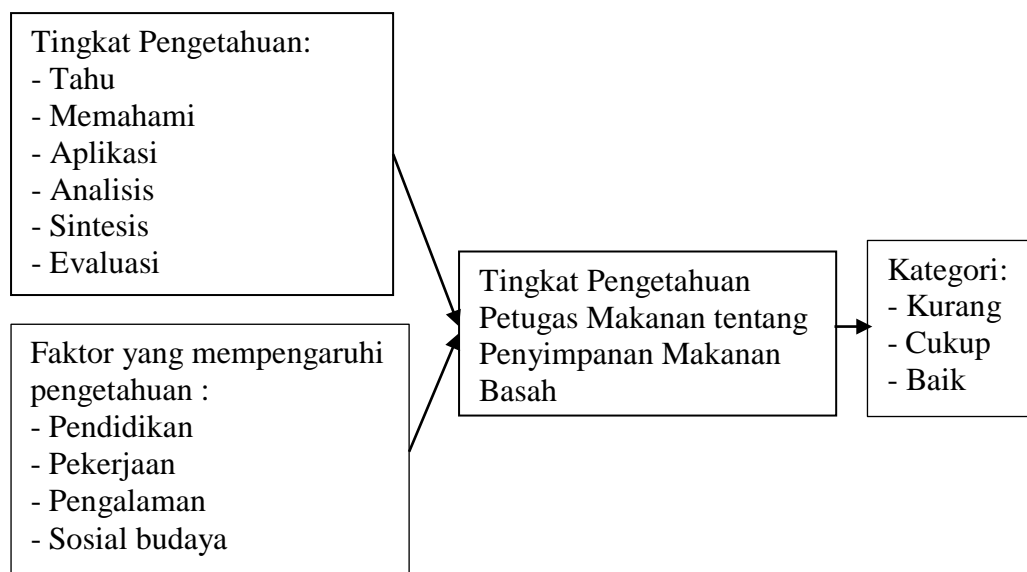 Tingkat Pengetahuan:
- Tahu
- Memahami
- Aplikasi
- Analisis
- Sintesis
- Evaluasi
Faktor yang mempengaruhi
pengetahuan :
- Pendidikan
- Pekerjaan
- Pengalaman
- Sosial budaya
Tingkat Pengetahuan
Petugas Makanan tentang
Penyimpanan Makanan
Basah
Kategori:
- Kurang
- Cukup
- Baik